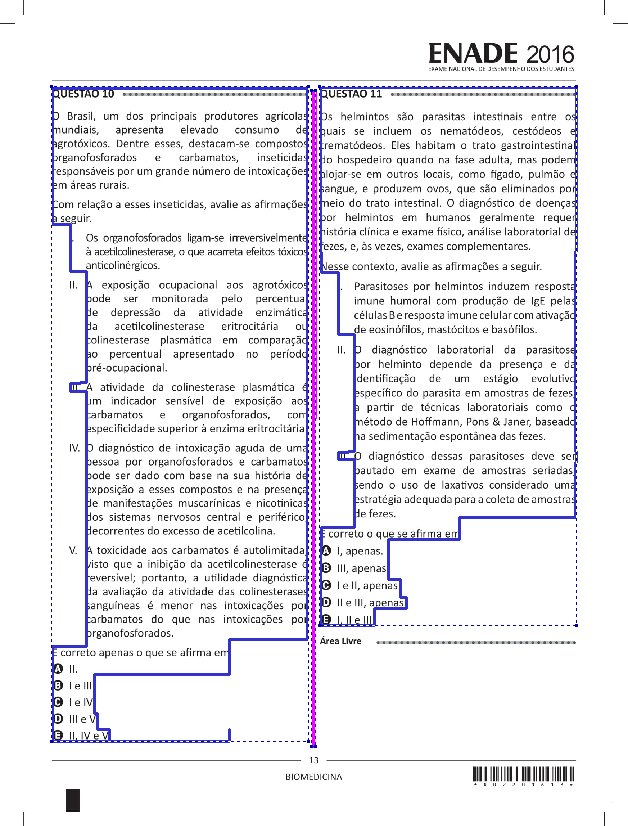 ENADE 2016
EXAME NACIONAL DE DESEMPENHO DOS ESTUDANTES
QUESTÃO 10
O Brasil, um dos principais produtores agrícolas
mundiais, apresenta elevado consumo de
agrotóxicos. Dentre esses, destacam-se compostos
organofosforados e carbamatos, inseticidas
responsáveis por um grande número de intoxicações
em áreas rurais.
Com relação a esses inseticidas, avalie as afirmações
a seguir.
I. Os organofosforados ligam-se irreversivelmente
à acetilcolinesterase, o que acarreta efeitos tóxicos
anticolinérgicos.
II. A exposição ocupacional aos agrotóxicos
pode ser monitorada pelo percentual
de depressão da atividade enzimática
da acetilcolinesterase eritrocitária ou
colinesterase plasmática em comparação
ao percentual apresentado no período
pré-ocupacional.
III. A atividade da colinesterase plasmática é
um indicador sensível de exposição aos
carbamatos e organofosforados, com
especificidade superior à enzima eritrocitária.
IV. O diagnóstico de intoxicação aguda de uma
pessoa por organofosforados e carbamatos
pode ser dado com base na sua história de
exposição a esses compostos e na presença
de manifestações muscarínicas e nicotínicas
dos sistemas nervosos central e periférico,
decorrentes do excesso de acetilcolina.
V. A toxicidade aos carbamatos é autolimitada,
visto que a inibição da acetilcolinesterase é
reversível; portanto, a utilidade diagnóstica
da avaliação da atividade das colinesterases
sanguíneas é menor nas intoxicações por
carbamatos do que nas intoxicações por
organofosforados.
É correto apenas o que se afirma em
A II.
B I e III.
C I e IV.
D III e V.
E II, IV e V.
QUESTÃO 11
Os helmintos são parasitas intestinais entre os
quais se incluem os nematódeos, cestódeos e
trematódeos. Eles habitam o trato gastrointestinal
do hospedeiro quando na fase adulta, mas podem
alojar-se em outros locais, como fígado, pulmão e
sangue, e produzem ovos, que são eliminados por
meio do trato intestinal. O diagnóstico de doenças
por helmintos em humanos geralmente requer
história clínica e exame físico, análise laboratorial de
fezes, e, às vezes, exames complementares.
Nesse contexto, avalie as afirmações a seguir.
I. Parasitoses por helmintos induzem resposta
imune humoral com produção de IgE pelas
células B e resposta imune celular com ativação
de eosinófilos, mastócitos e basófilos.
II. O diagnóstico laboratorial da parasitose
por helminto depende da presença e da
identificação de um estágio evolutivo
específico do parasita em amostras de fezes,
a partir de técnicas laboratoriais como o
método de Hoffmann, Pons & Janer, baseado
na sedimentação espontânea das fezes.
III. O diagnóstico dessas parasitoses deve ser
pautado em exame de amostras seriadas,
sendo o uso de laxativos considerado uma
estratégia adequada para a coleta de amostras
de fezes.
É correto o que se afirma em
A I, apenas.
B III, apenas.
C I e II, apenas.
D II e III, apenas.
E I, II e III.
Área Livre
13
BIOMEDICINA